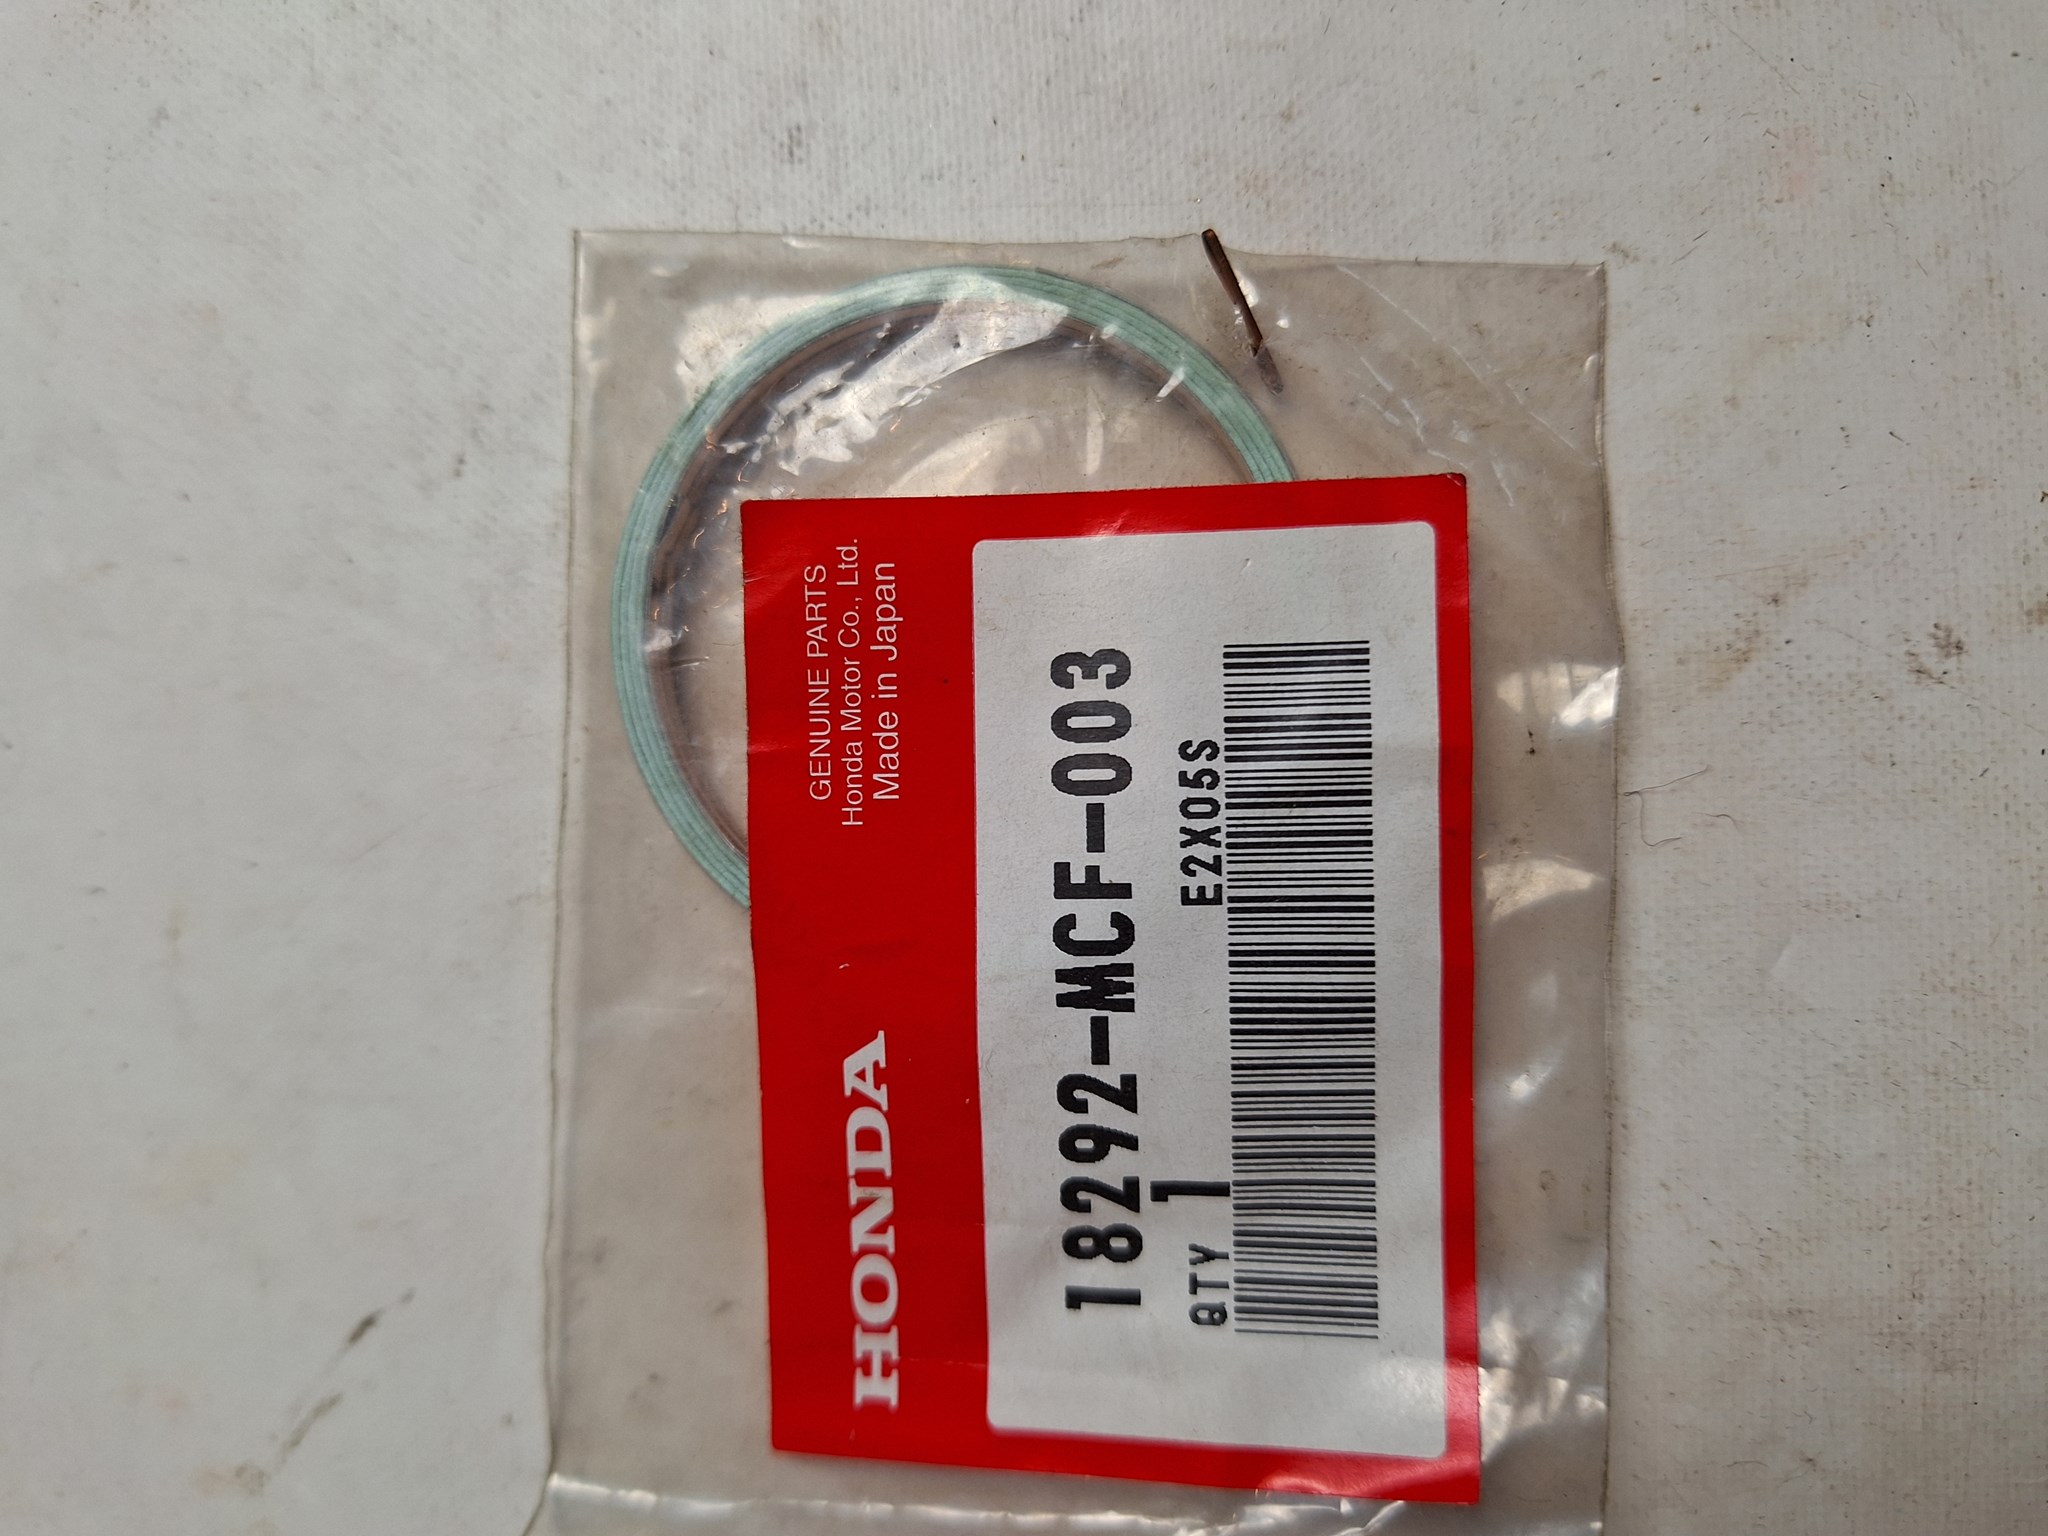 HONDA
GENUINE PARTS
Honda Motor Co., Ltd.
Made in Japan
18292-MCF-003
QTY 1
E2X05S